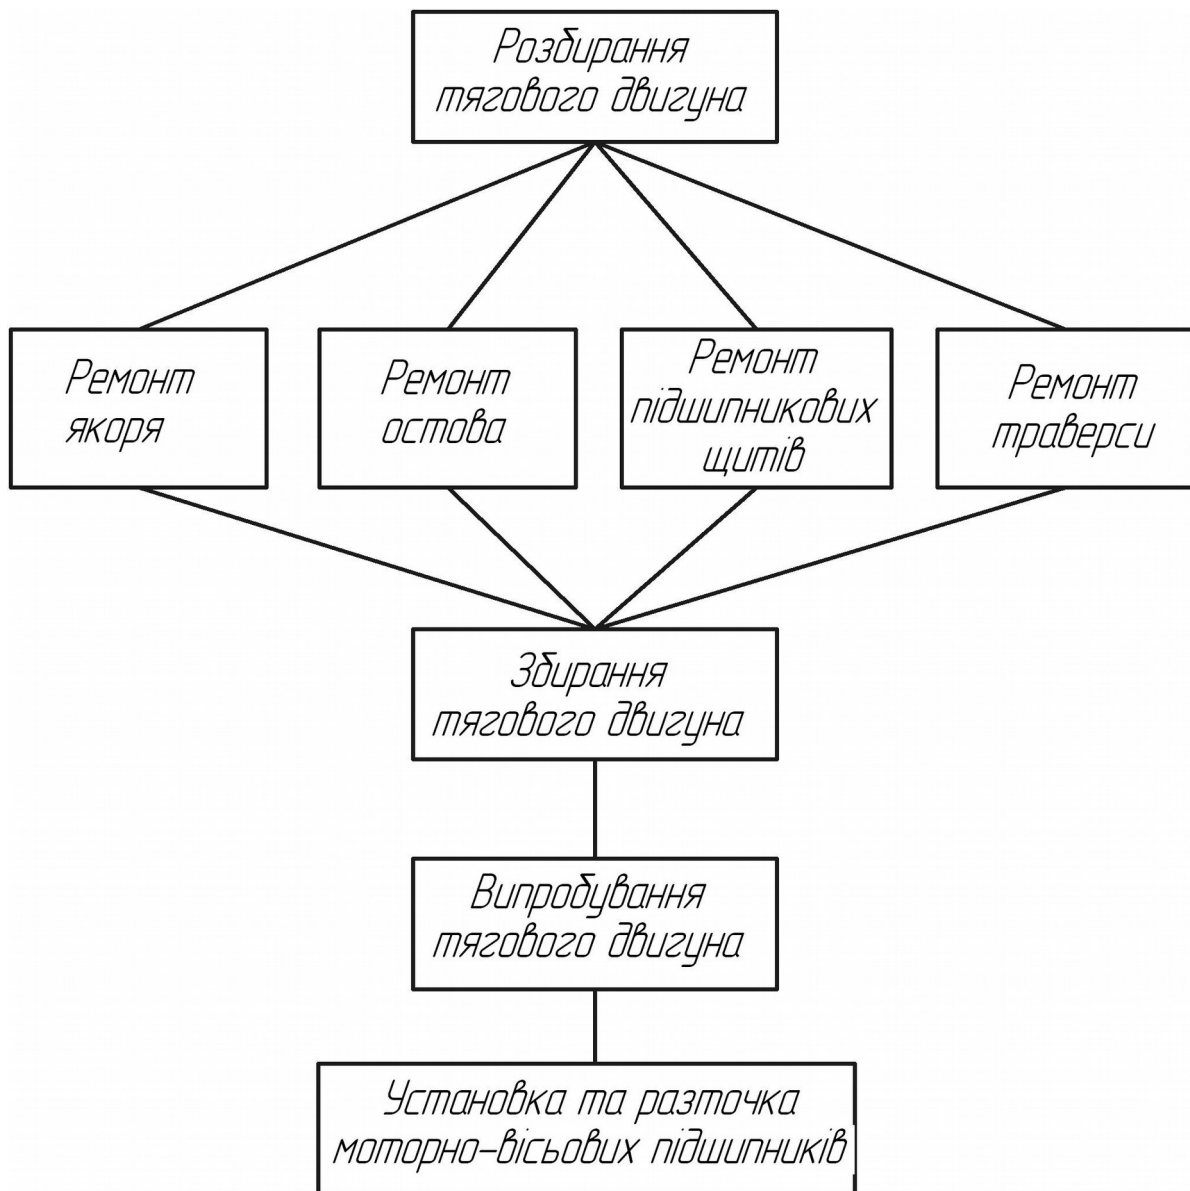 Розбирання
тягового двигуна
Ремонт
якоря
Ремонт
остова
Ремонт
підшипникових
щитів
Ремонт
траверси
Збирання
тягового двигуна
Випробування
тягового двигуна
Установка та разточка
моторно-вісьових підшипників